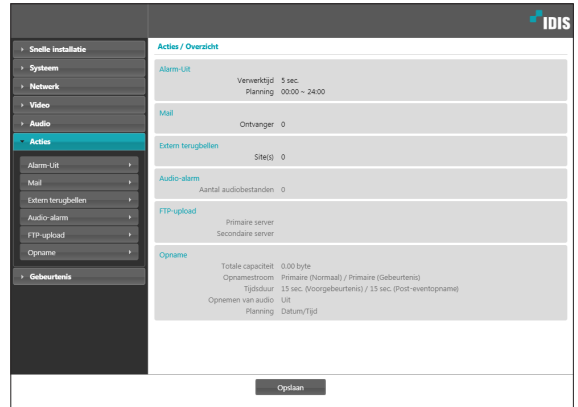 IDIS
Snelle installatie
Systeem
Netwerk
Video
Audio
Acties
Alarm-Uit
Mail
Extern terugbellen
Audio-alarm
FTP-upload
Opname
Gebeurtenis
Acties / Overzicht
Alarm-Uit
Verwerktijd 5 sec.
Planning 00:00 ~ 24:00
Mail
Ontvanger 0
Extern terugbellen
Site(s) 0
Audio-alarm
Aantal audiobestanden 0
FTP-upload
Primaire server
Secondaire server
Opname
Totale capaciteit 0.00 byte
Opnamestroom Primaire (Normaal) / Primaire (Gebeurtenis)
Tijdsduur 15 sec. (Voorgebeurtenis) / 15 sec. (Post-eventopname)
Opnemen van audio Uit
Planning Datum/Tijd
Opslaan